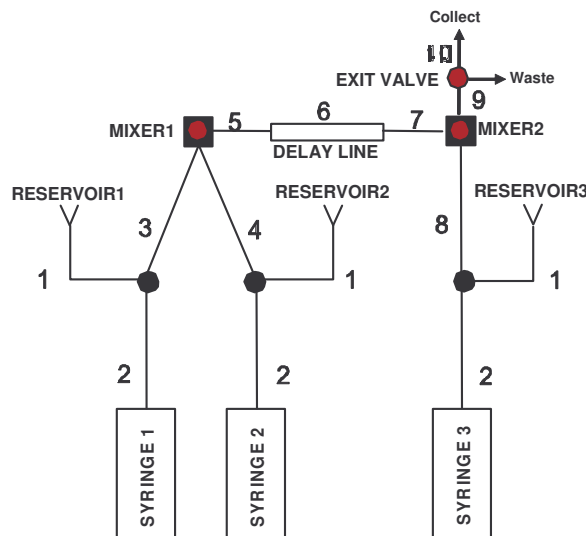 Collect
10
EXIT VALVE
Waste
9
MIXER1
5
6
7
MIXER2
DELAY LINE
RESERVOIR1
RESERVOIR2
RESERVOIR3
3
4
8
1
1
1
2
2
2
SYRINGE 1
SYRINGE 2
SYRINGE 3